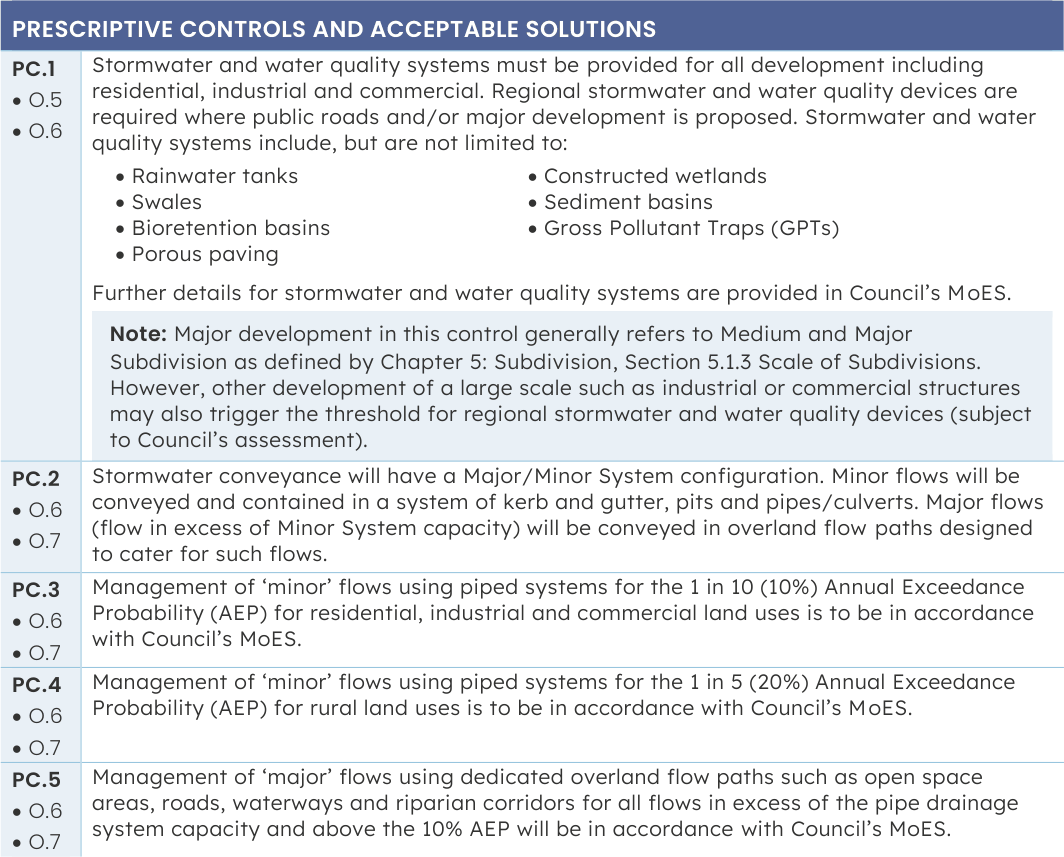 PRESCRIPTIVE CONTROLS AND ACCEPTABLE SOLUTIONS
PC.1
• O.5
• O.6
Stormwater and water quality systems must be provided for all development including
residential, industrial and commercial. Regional stormwater and water quality devices are
required where public roads and/or major development is proposed. Stormwater and water
quality systems include, but are not limited to:
• Rainwater tanks
• Swales
• Bioretention basins
• Porous paving
• Constructed wetlands
• Sediment basins
• Gross Pollutant Traps (GPTs)
Further details for stormwater and water quality systems are provided in Council’s MoES.
Note: Major development in this control generally refers to Medium and Major
Subdivision as defined by Chapter 5: Subdivision, Section 5.1.3 Scale of Subdivisions.
However, other development of a large scale such as industrial or commercial structures
may also trigger the threshold for regional stormwater and water quality devices (subject
to Council’s assessment).
PC.2
• O.6
• O.7
Stormwater conveyance will have a Major/Minor System configuration. Minor flows will be
conveyed and contained in a system of kerb and gutter, pits and pipes/culverts. Major flows
(flow in excess of Minor System capacity) will be conveyed in overland flow paths designed
to cater for such flows.
PC.3
• O.6
• O.7
Management of ‘minor’ flows using piped systems for the 1 in 10 (10%) Annual Exceedance
Probability (AEP) for residential, industrial and commercial land uses is to be in accordance
with Council’s MoES.
PC.4
• O.6
• O.7
Management of ‘minor’ flows using piped systems for the 1 in 5 (20%) Annual Exceedance
Probability (AEP) for rural land uses is to be in accordance with Council’s MoES.
PC.5
• O.6
• O.7
Management of ‘major’ flows using dedicated overland flow paths such as open space
areas, roads, waterways and riparian corridors for all flows in excess of the pipe drainage
system capacity and above the 10% AEP will be in accordance with Council’s MoES.